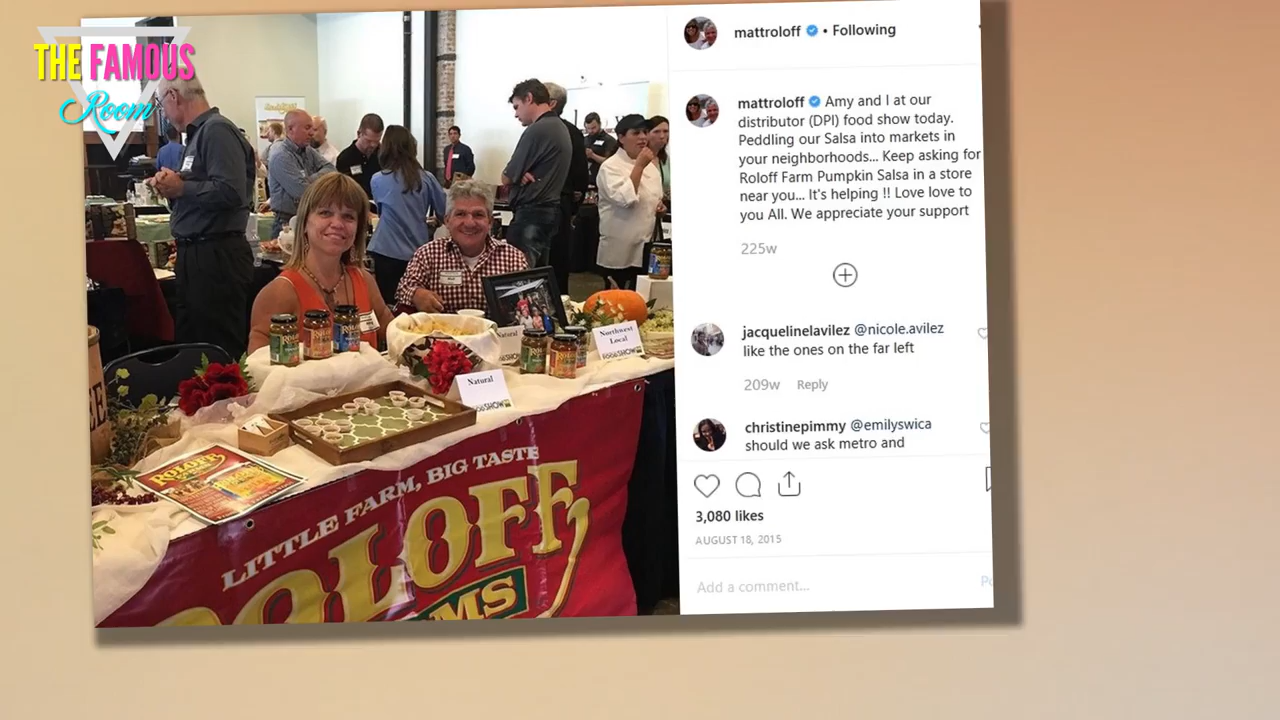 THE FAMOUS
Room
mattroloff • Following
mattroloff Amy and I at our
distributor (DPI) food show today.
Peddling our Salsa into markets in
your neighborhoods... Keep asking for
Roloff Farm Pumpkin Salsa in a store
near you... It's helping !! Love love to
you All. We appreciate your support
225w
jacquelinelavilez @nicole.avilez
like the ones on the far left
209w Reply
christinepimmy @emilyswica
should we ask metro and
3,080 likes
AUGUST 18, 2015
Add a comment...
Northwest
Local
Natural
Natural
ROLOFF
LITTLE FARM, BIG TASTE
ROLOFF